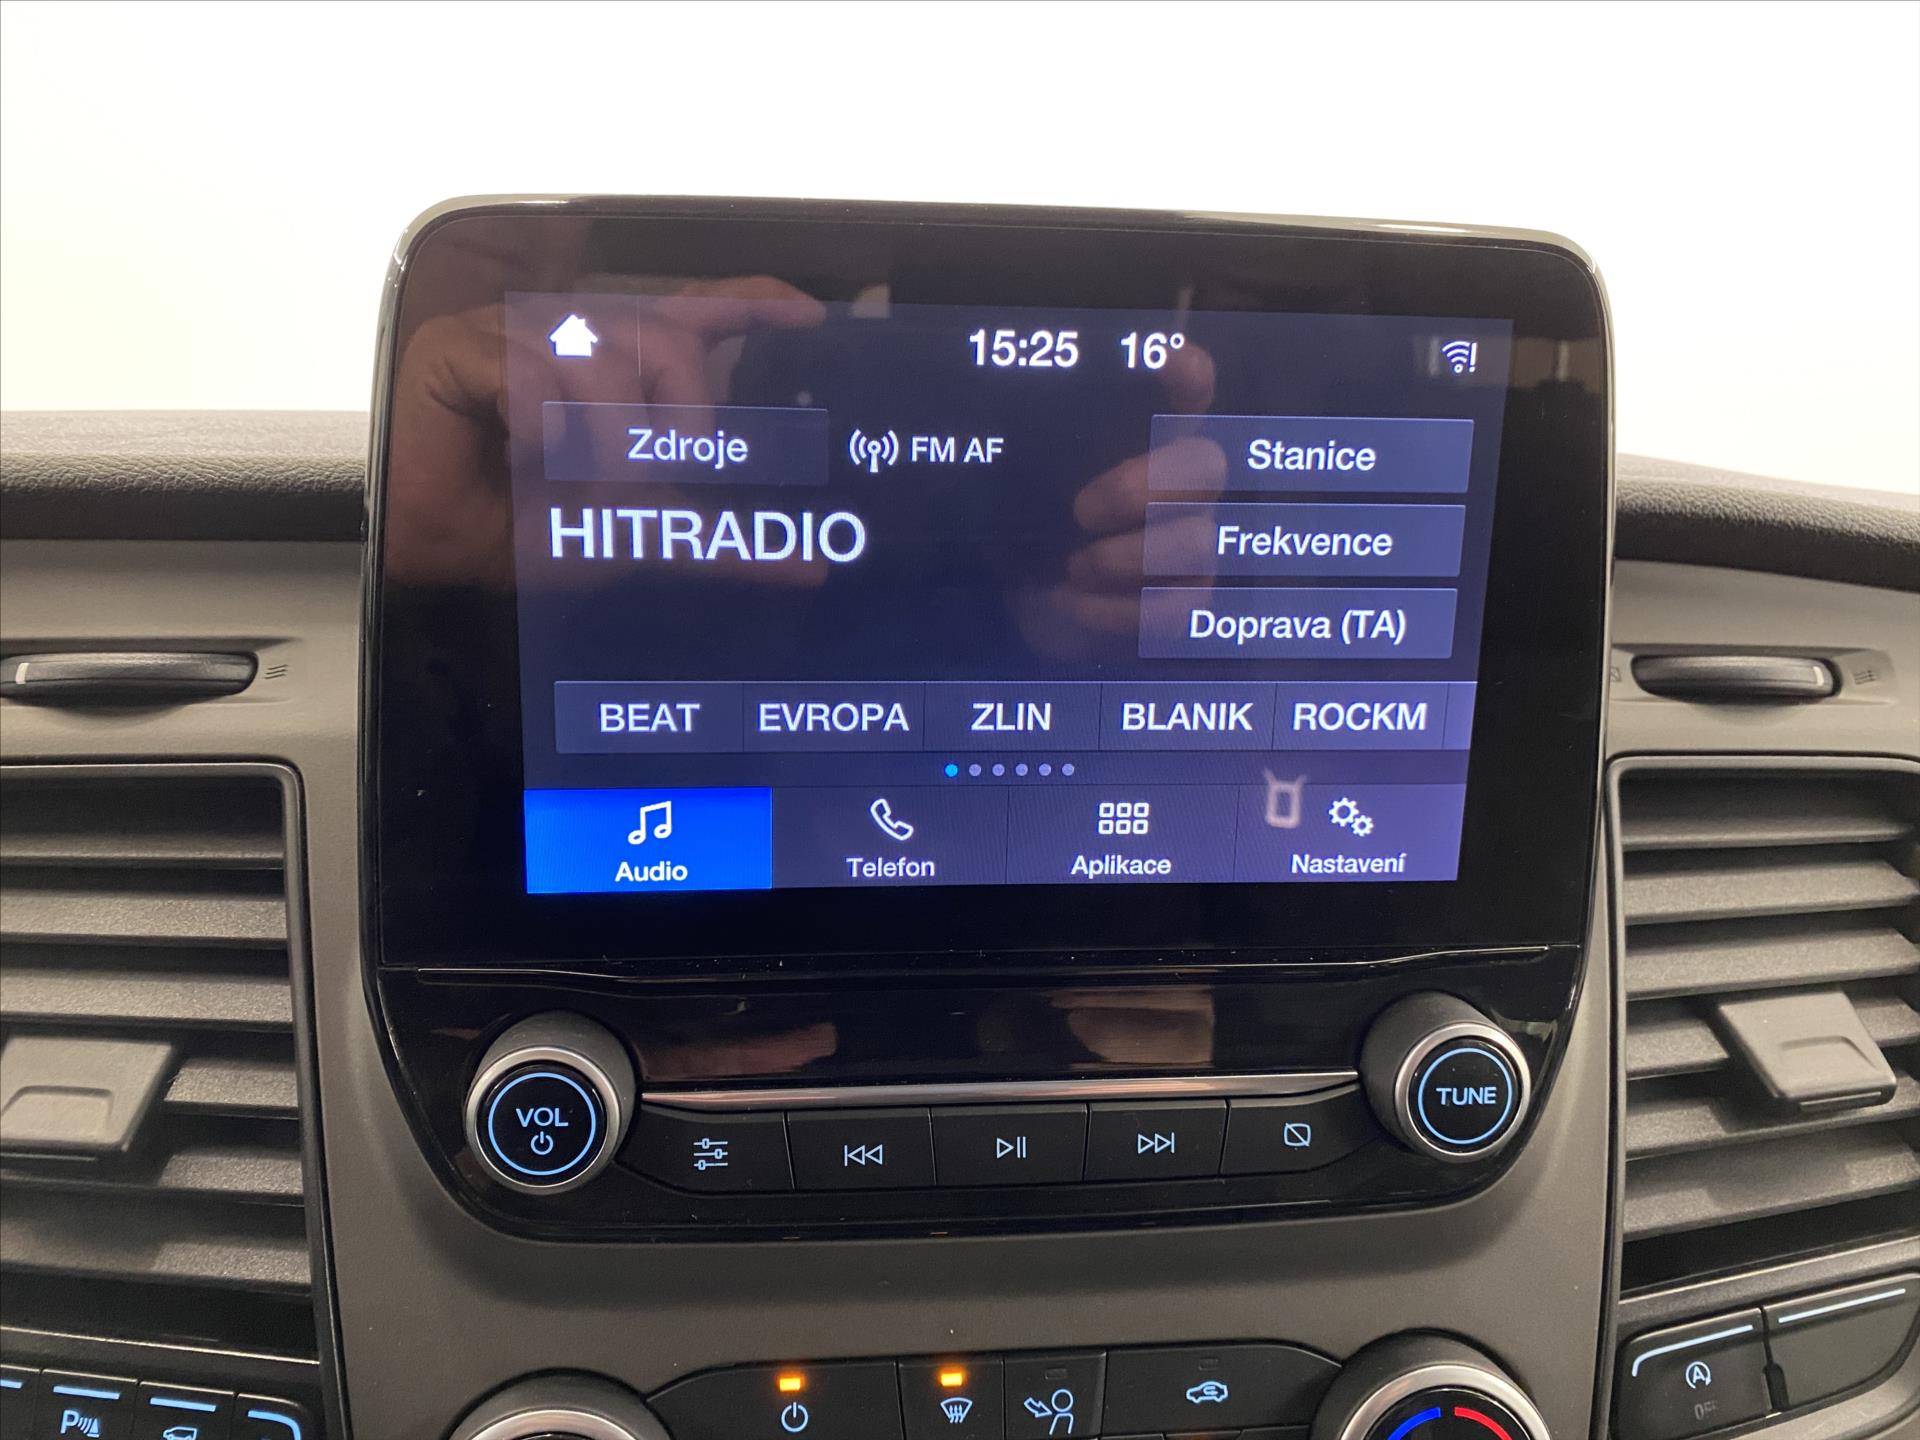 15:25 16°
Zdroje FM AF Stanice
HITRADIO
Frekvence
Doprava (TA)
BEAT EVROPA ZLIN BLANIK ROCKM
Audio Telefon Aplikace Nastavení
VOL TUNE
P A
OFF